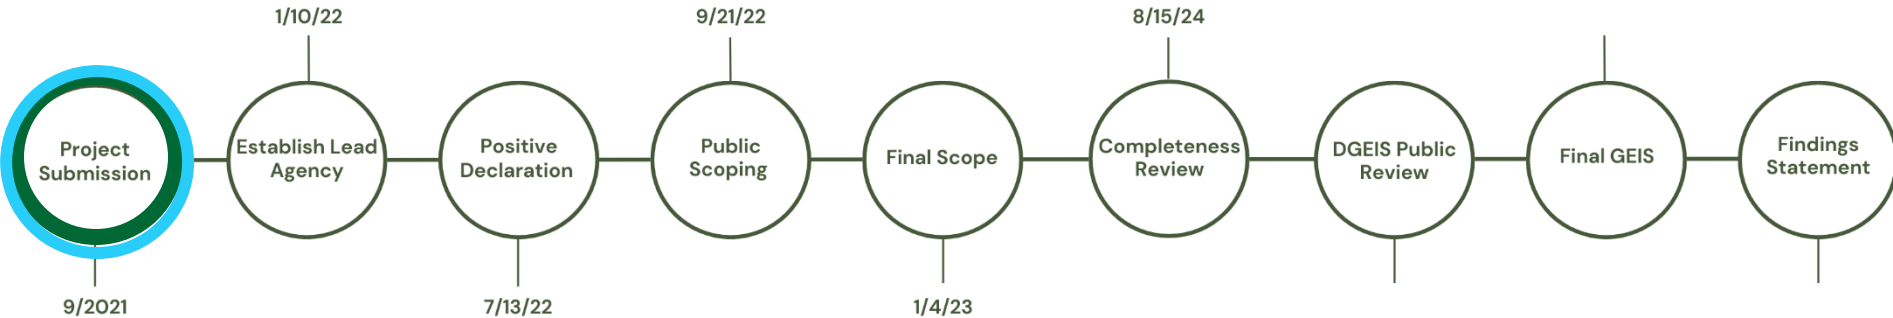 1/10/22
9/21/22
8/15/24
Project
Submission
Establish Lead
Agency
Positive
Declaration
Public
Scoping
Final Scope
Completeness
Review
DGEIS Public
Review
Final GEIS
Findings
Statement
9/2021
7/13/22
1/4/23